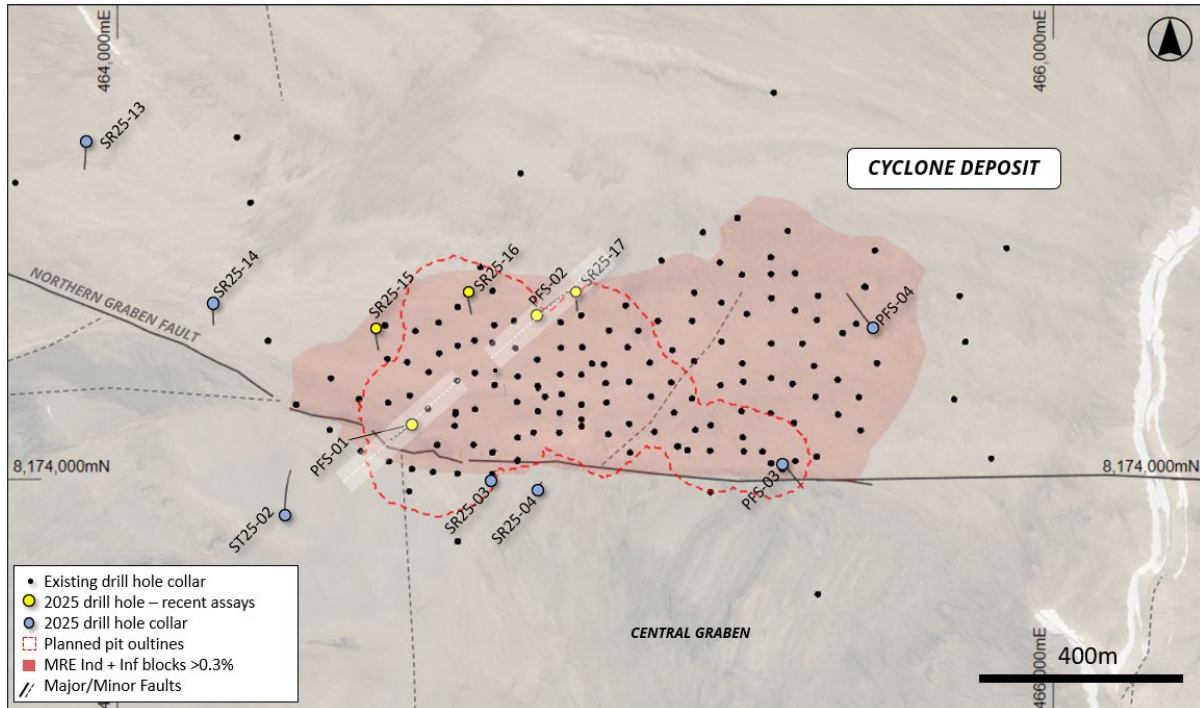 464,000mE
466,000mE
SR25-13
CYCLONE DEPOSIT
SR25-14
NORTHERN GRABEN FAULT
SR25-15
SR25-16
PFS-02
SR25-17
PFS-04
PFS-01
8,174,000mN
8,174,000mN
ST25-02
SR25-03
SR25-04
PFS-03
CENTRAL GRABEN
Existing drill hole collar
2025 drill hole – recent assays
2025 drill hole collar
Planned pit oultines
MRE Ind + Inf blocks >0.3%
Major/Minor Faults
400m